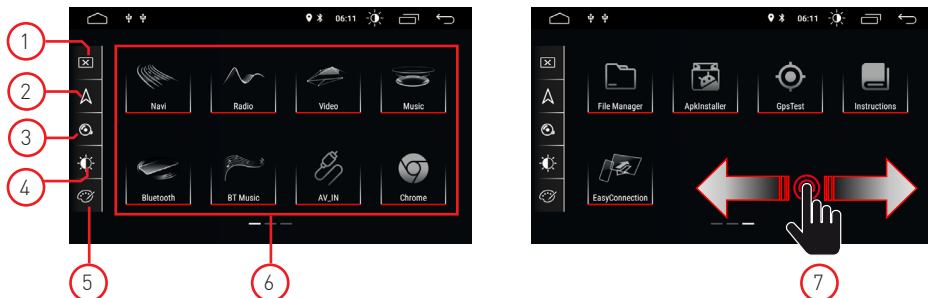 06:11
1
2
3
4
Navi Radio Video Music
Bluetooth BT Music AV_IN Chrome
5
6
06:11
File Manager ApkInstaller GpsTest Instructions
EasyConnection
7